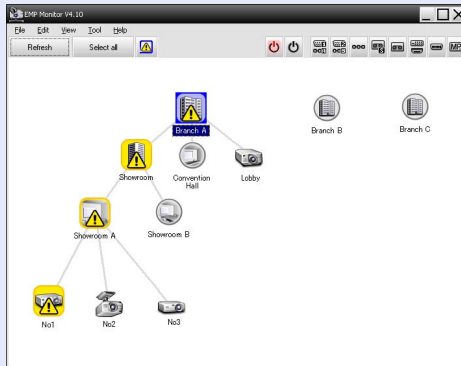 EMP Monitor V4.10
File Edit View Tool Help
Refresh Select all
Branch A
Branch B
Branch C
Showroom
Convention Hall
Lobby
Showroom A
Showroom B
No1
No2
No3